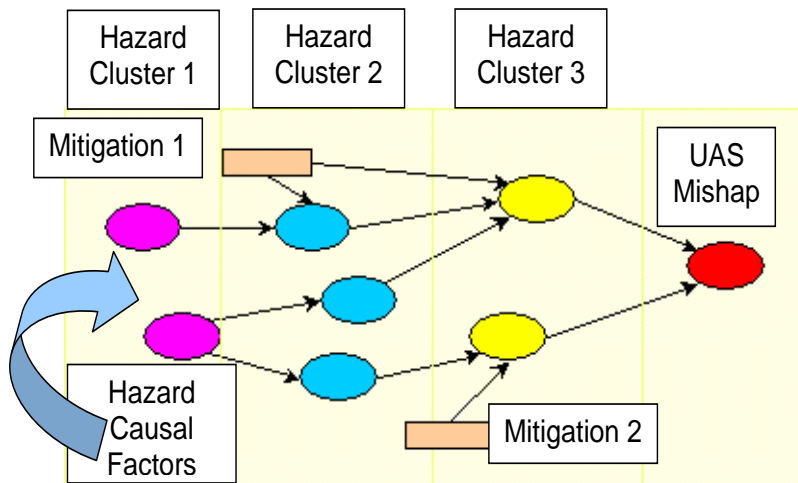 Hazard
Cluster 1
Hazard
Cluster 2
Hazard
Cluster 3
Mitigation 1
UAS
Mishap
Hazard
Causal
Factors
Mitigation 2